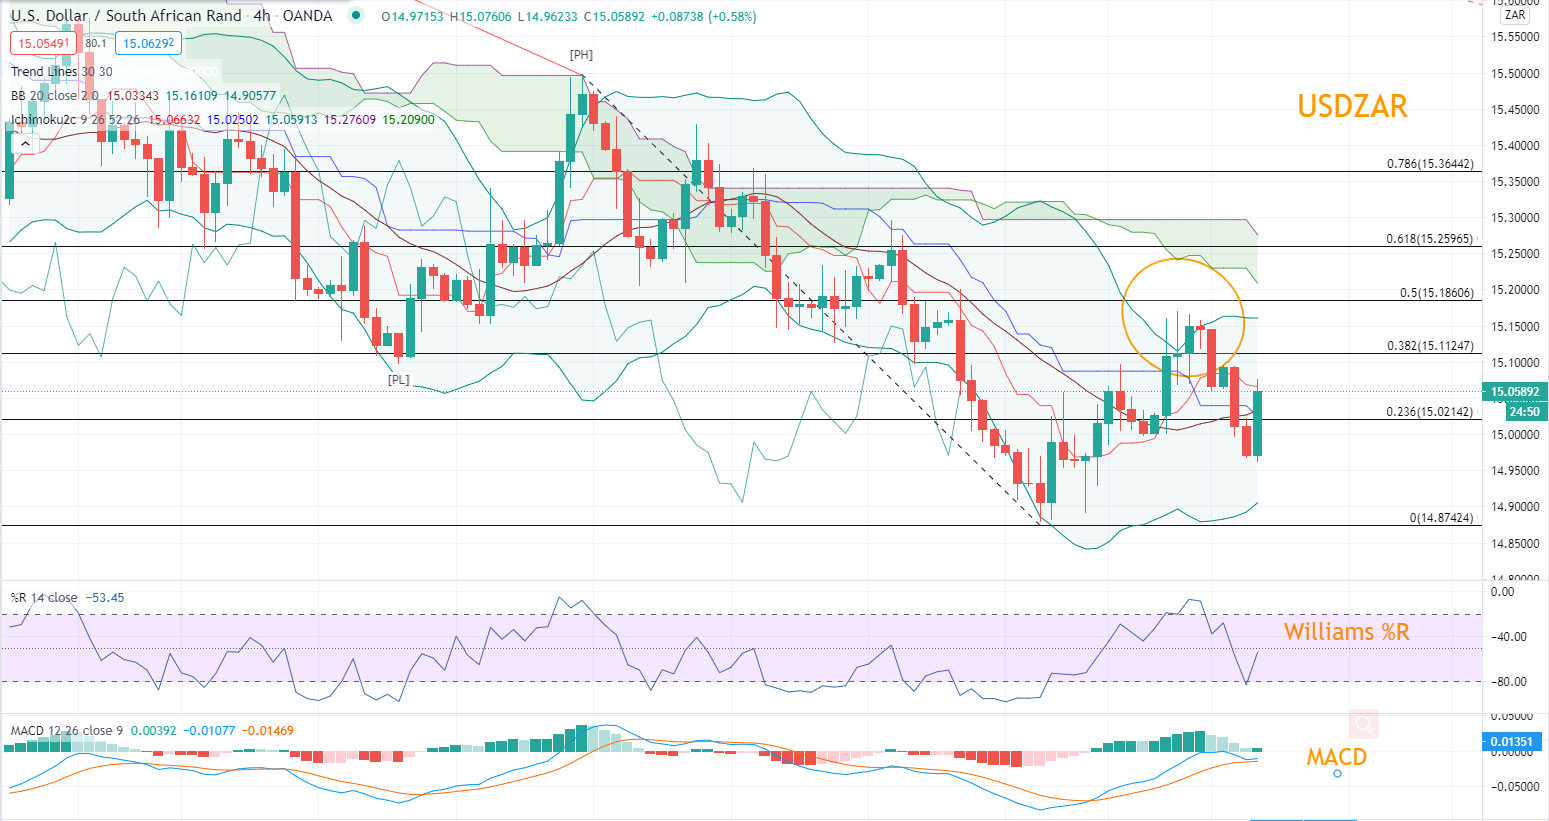 U.S. Dollar / South African Rand · 4h · OANDA O14.97153 H15.07606 L14.96233 C15.05892 +0.08738 (+0.58%)
15.05491 80.1 15.06292
Trend Lines 30 30
BB 20 close 2 0 15.03343 15.16109 14.90577
Ichimoku2c 9 26 52 26 15.06632 15.02502 15.05913 15.27609 15.20900
[PH]
[PL]
USDZAR
0.786(15.36442)
0.618(15.25965)
0.5(15.18606)
0.382(15.11247)
0.236(15.02142)
0(14.87424)
15.60000
ZAR
15.55000
15.50000
15.45000
15.40000
15.35000
15.30000
15.25000
15.20000
15.15000
15.10000
15.05892
24:50
15.00000
14.95000
14.90000
14.85000
14.80000
%R 14 close −53.45
Williams %R
0.00
−40.00
−80.00
MACD 12 26 close 9 0.00392 −0.01077 −0.01469
MACD
0.05000
0.01351
0.00000
−0.05000